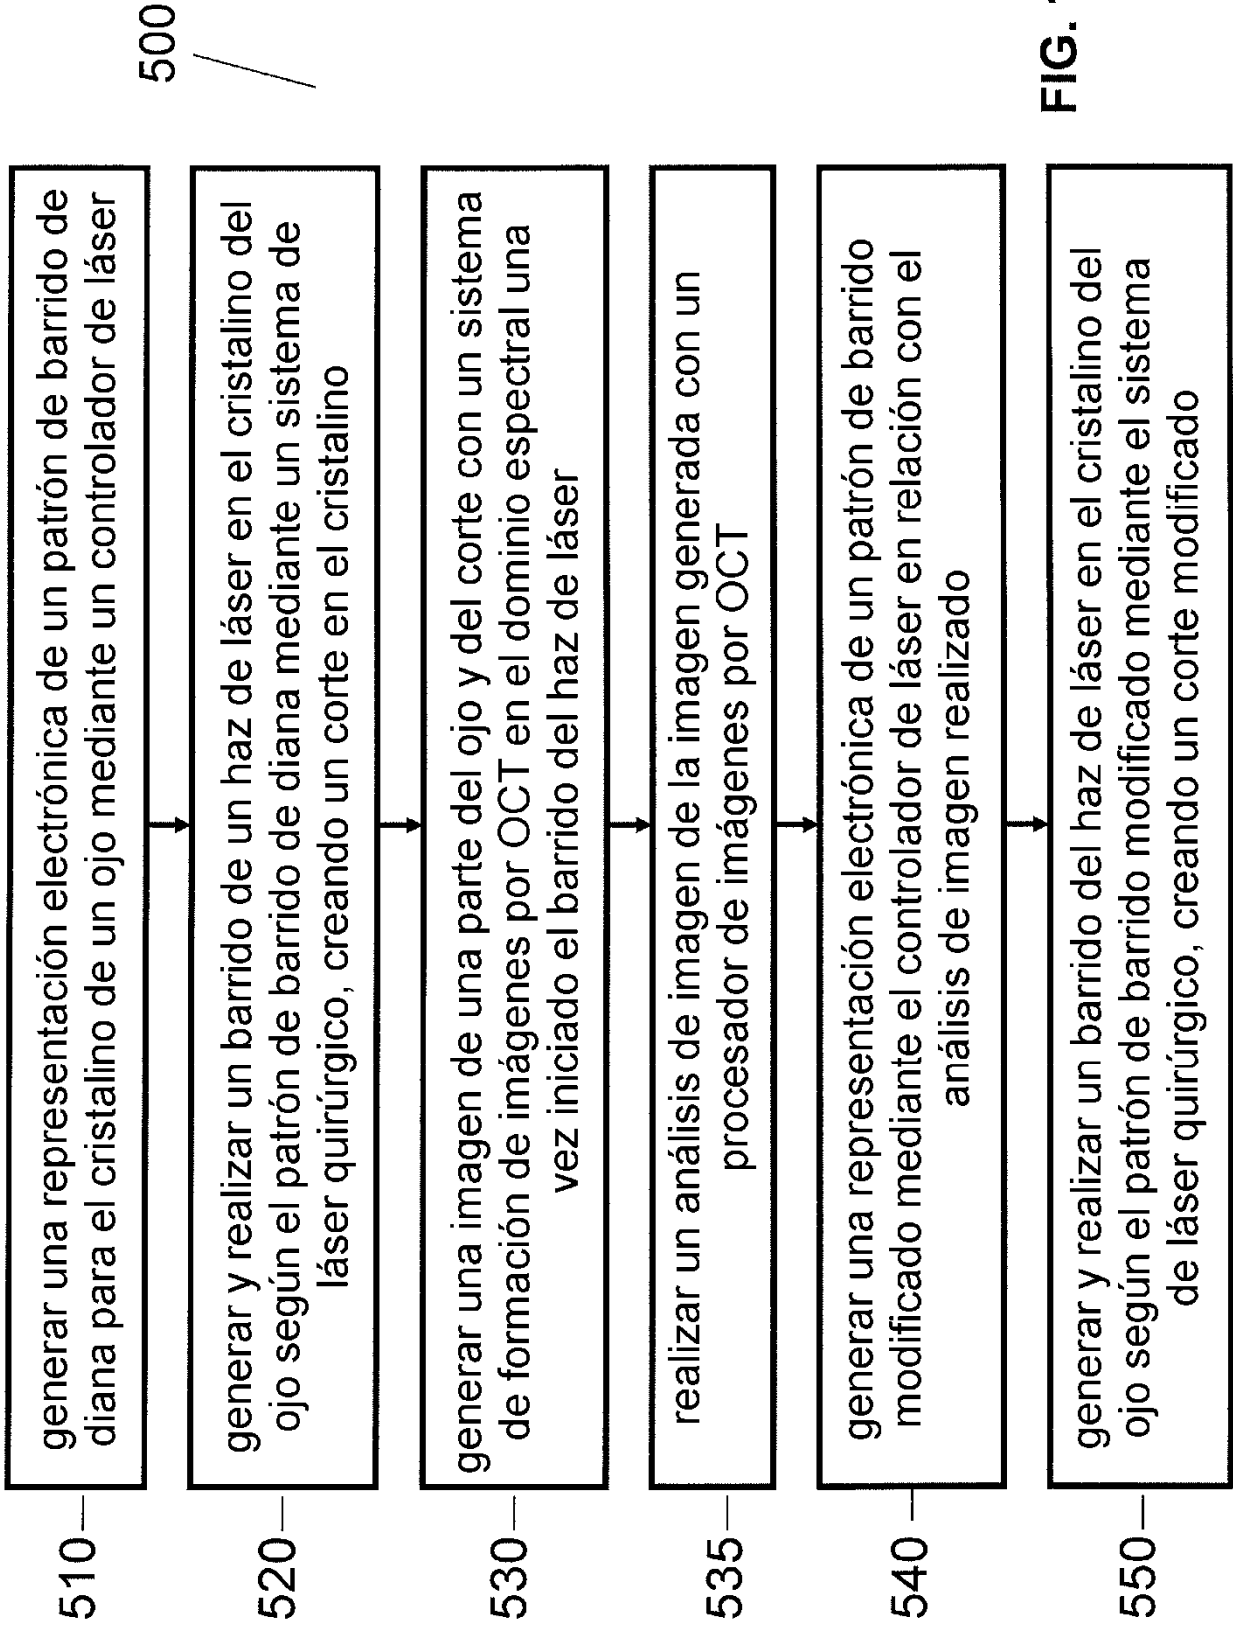 500
510
generar una representación electrónica de un patrón de barrido de
diana para el cristalino de un ojo mediante un controlador de láser
520
generar y realizar un barrido de un haz de láser en el cristalino del
ojo según el patrón de barrido de diana mediante un sistema de
láser quirúrgico, creando un corte en el cristalino
530
generar una imagen de una parte del ojo y del corte con un sistema
de formación de imágenes por OCT en el dominio espectral una
vez iniciado el barrido del haz de láser
535
realizar un análisis de imagen de la imagen generada con un
procesador de imágenes por OCT
540
generar una representación electrónica de un patrón de barrido
modificado mediante el controlador de láser en relación con el
análisis de imagen realizado
550
generar y realizar un barrido del haz de láser en el cristalino del
ojo según el patrón de barrido modificado mediante el sistema
de láser quirúrgico, creando un corte modificado
FIG.